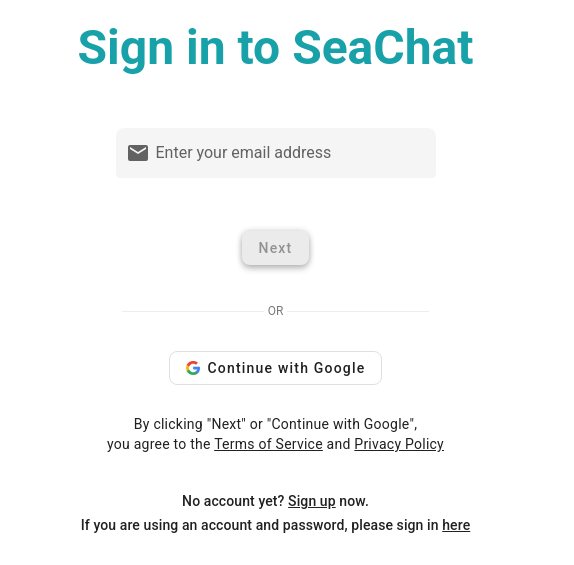 Sign in to SeaChat
Enter your email address
Next
OR
Continue with Google
By clicking "Next" or "Continue with Google",
you agree to the Terms of Service and Privacy Policy
No account yet? Sign up now.
If you are using an account and password, please sign in here